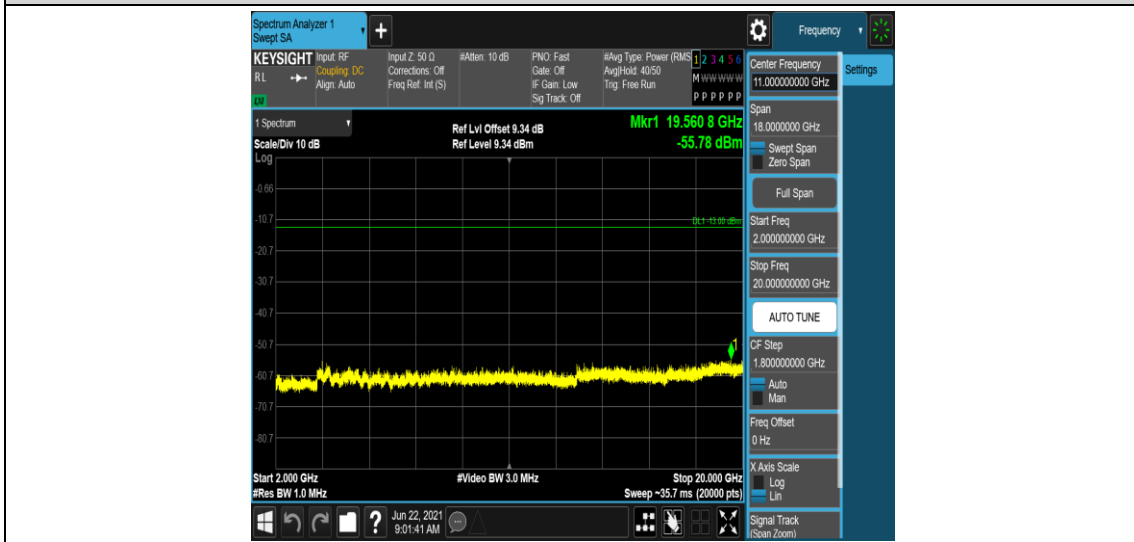 Spectrum Analyzer 1
Swept SA
+
Frequency
KEYSIGHT
RL
LXI
Input: RF
Coupling: DC
Align: Auto
Input Z: 50 Ω
Corrections: Off
Freq Ref: Int (S)
#Atten: 10 dB
PNO: Fast
Gate: Off
IF Gain: Low
Sig Track: Off
#Avg Type: Power (RMS
Avg|Hold: 40/50
Trig: Free Run
1 2 3 4 5 6
M W W W W W
P P P P P P
1 Spectrum
Scale/Div 10 dB
Ref Lvl Offset 9.34 dB
Ref Level 9.34 dBm
Mkr1 19.560 8 GHz
-55.78 dBm
Log
-0.66
-10.7
DL1 -13.00 dBm
-20.7
-30.7
-40.7
-50.7
1
-60.7
-70.7
-80.7
Start 2.000 GHz
#Res BW 1.0 MHz
#Video BW 3.0 MHz
Stop 20.000 GHz
Sweep ~35.7 ms (20000 pts)
?
Jun 22, 2021
9:01:41 AM
Center Frequency
11.000000000 GHz
Settings
Span
18.0000000 GHz
Swept Span
Zero Span
Full Span
Start Freq
2.000000000 GHz
Stop Freq
20.000000000 GHz
AUTO TUNE
CF Step
1.800000000 GHz
Auto
Man
Freq Offset
0 Hz
X Axis Scale
Log
Lin
Signal Track
(Span Zoom)